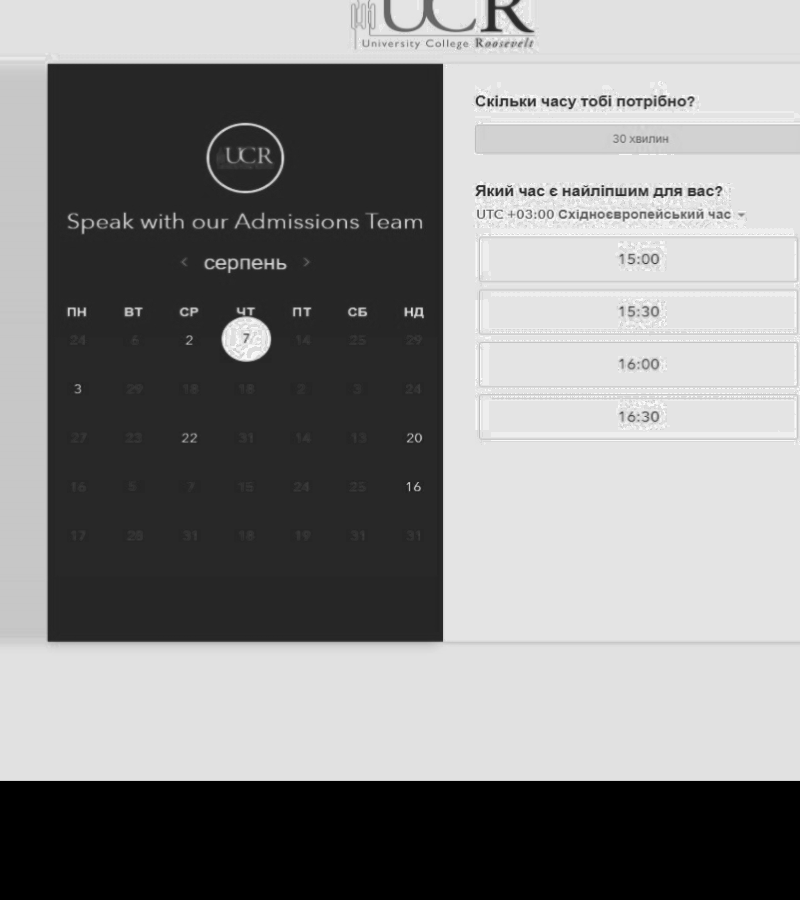 UCR
University College Roosevelt
UCR
Speak with our Admissions Team
‹ серпень ›
ПН ВТ СР ЧТ ПТ СБ НД
24 6 2 7 14 25 29
3 29 18 18 2 3 24
27 23 22 31 14 13 20
16 7 15 24 25 16
17 28 31 18 19 31 31
Скільки часу тобі потрібно?
30 хвилин
Який час є найліпшим для вас?
UTC +03:00 Східноєвропейський час
15:00
15:30
16:00
16:30